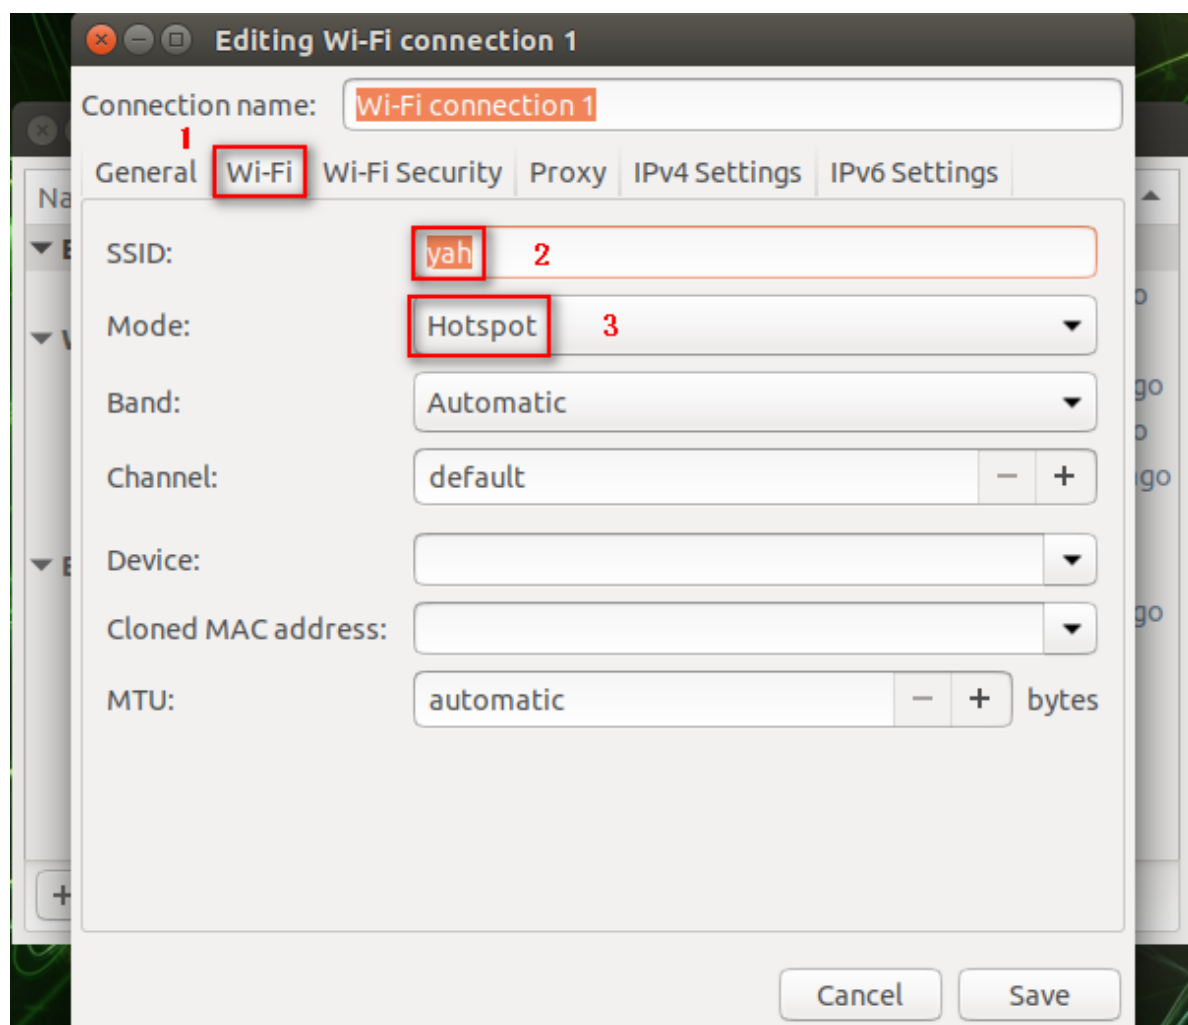 Editing Wi-Fi connection 1
Connection name: Wi-Fi connection 1
1
General Wi-Fi Wi-Fi Security Proxy IPv4 Settings IPv6 Settings
SSID: yah 2
Mode: Hotspot 3
Band: Automatic
Channel: default − +
Device:
Cloned MAC address:
MTU: automatic − + bytes
+
Cancel Save